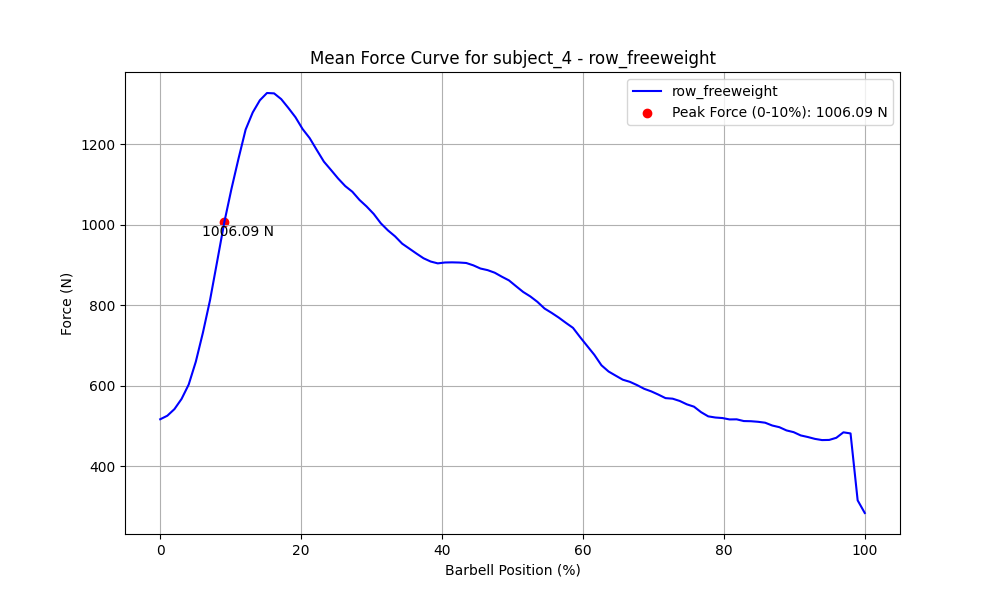 Mean Force Curve for subject_4 - row_freeweight
row_freeweight
Peak Force (0-10%): 1006.09 N
1200
1000
800
600
400
Force (N)
1006.09 N
0 20 40 60 80 100
Barbell Position (%)